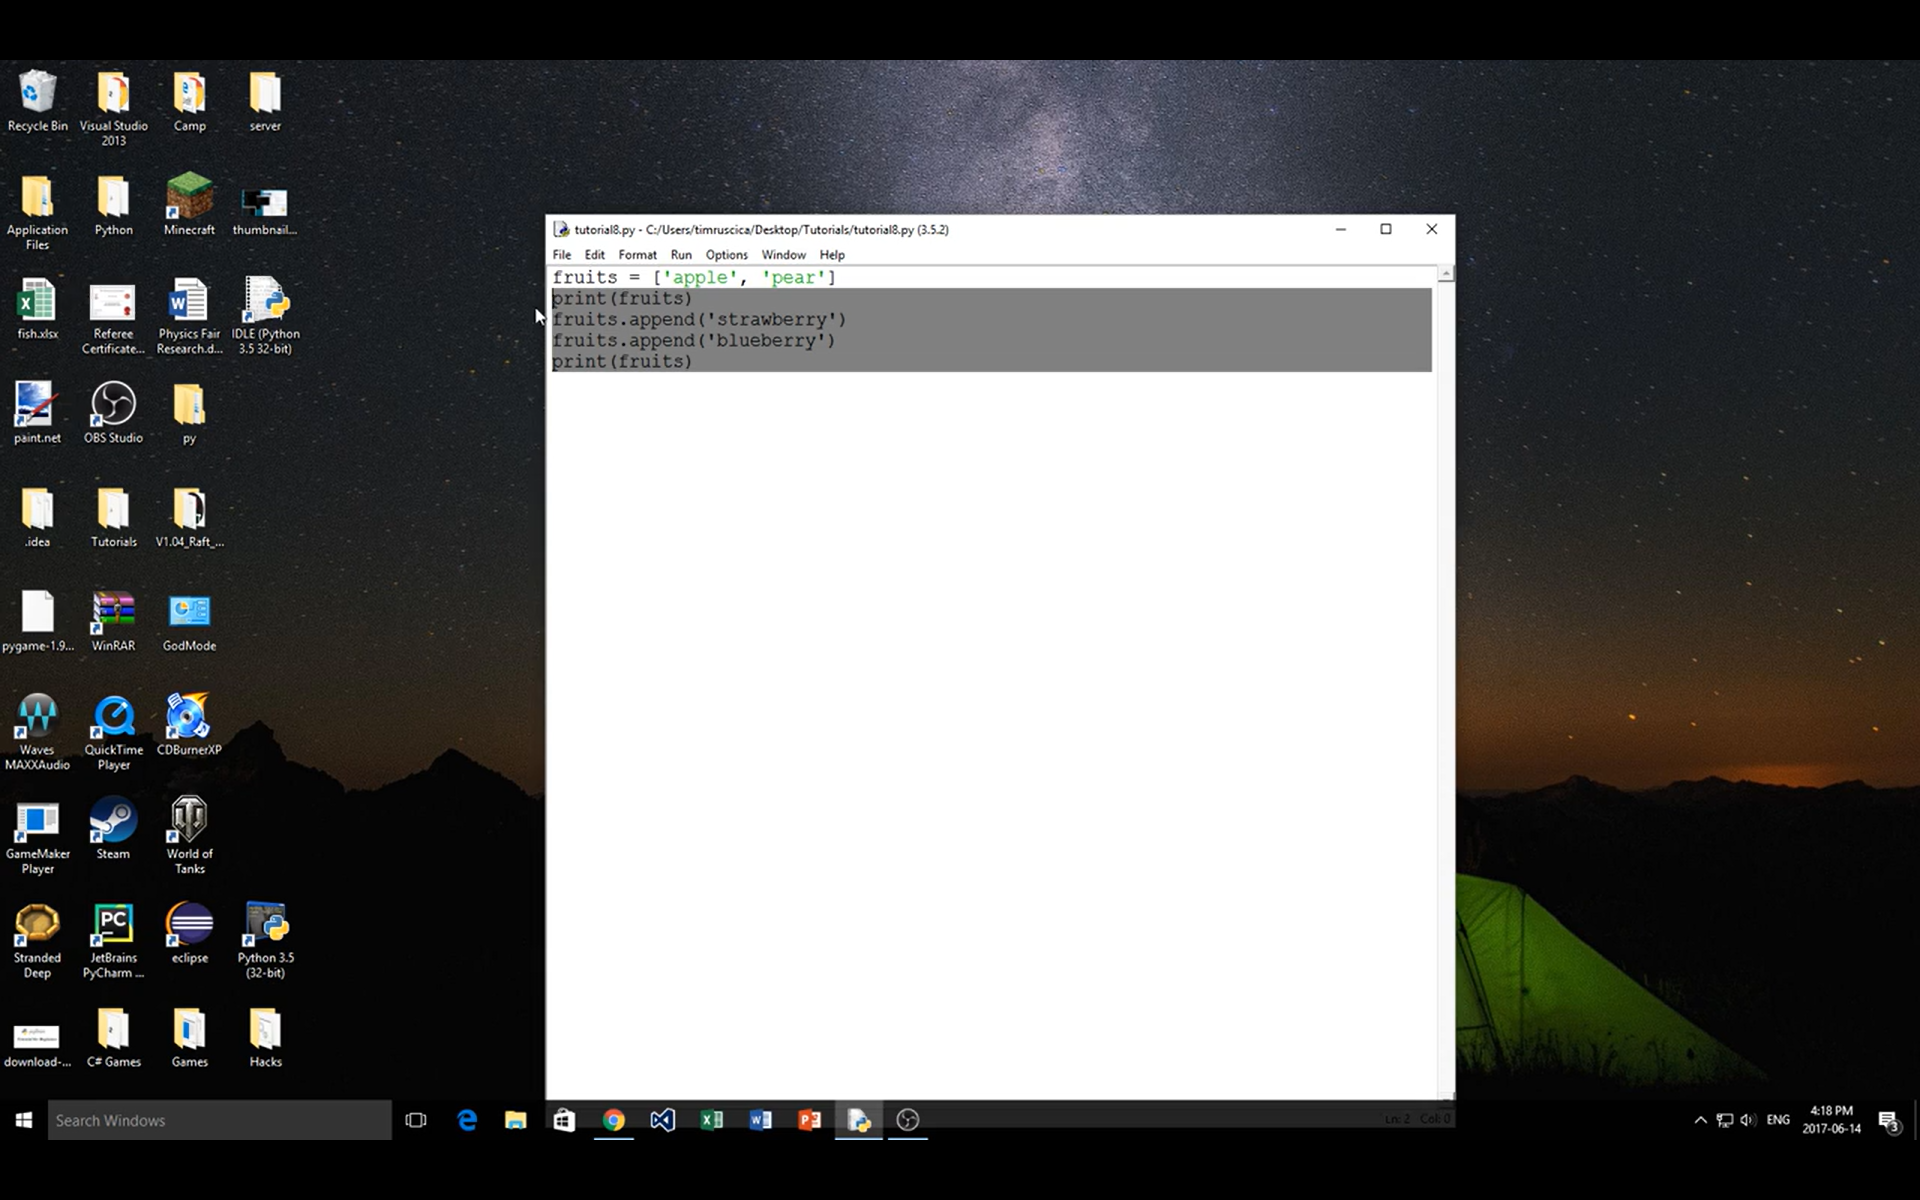 Recycle Bin
Visual Studio 2013
Camp
server
Application Files
Python
Minecraft
thumbnail...
fish.xlsx
Referee Certificate...
Physics Fair Research.d...
IDLE (Python 3.5 32-bit)
paint.net
OBS Studio
py
.idea
Tutorials
V1.04_Raft_...
pygame-1.9...
WinRAR
GodMode
Waves MAXXAudio
QuickTime Player
CDBurnerXP
GameMaker Player
Steam
World of Tanks
Stranded Deep
PC
JetBrains PyCharm ...
eclipse
Python 3.5 (32-bit)
download-...
C# Games
Games
Hacks
tutorial8.py - C:/Users/timruscica/Desktop/Tutorials/tutorial8.py (3.5.2)
File Edit Format Run Options Window Help
fruits = ['apple', 'pear']
print(fruits)
fruits.append('strawberry')
fruits.append('blueberry')
print(fruits)
Ln: 2 Col: 0
Search Windows
ENG
4:18 PM
2017-06-14
3